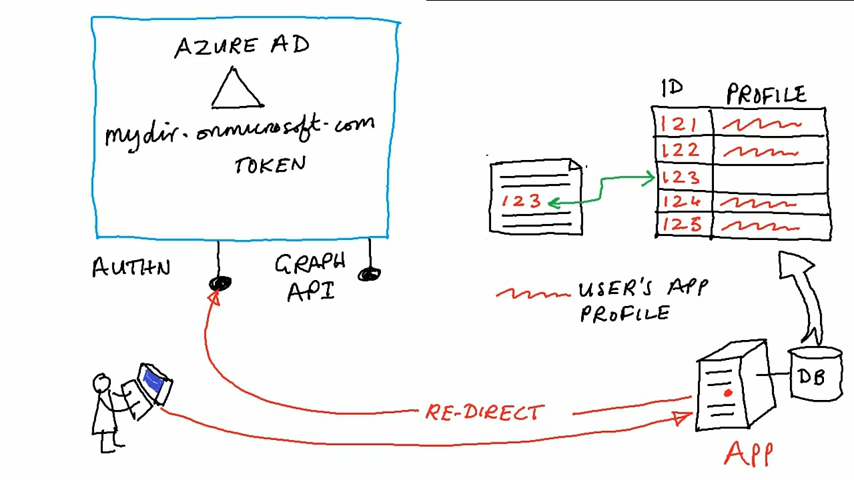 AZURE AD
mydir.onmicrosoft.com
TOKEN
AUTHN
GRAPH
API
ID PROFILE
121
122
123
124
125
123
USER'S APP
PROFILE
RE-DIRECT
DB
APP